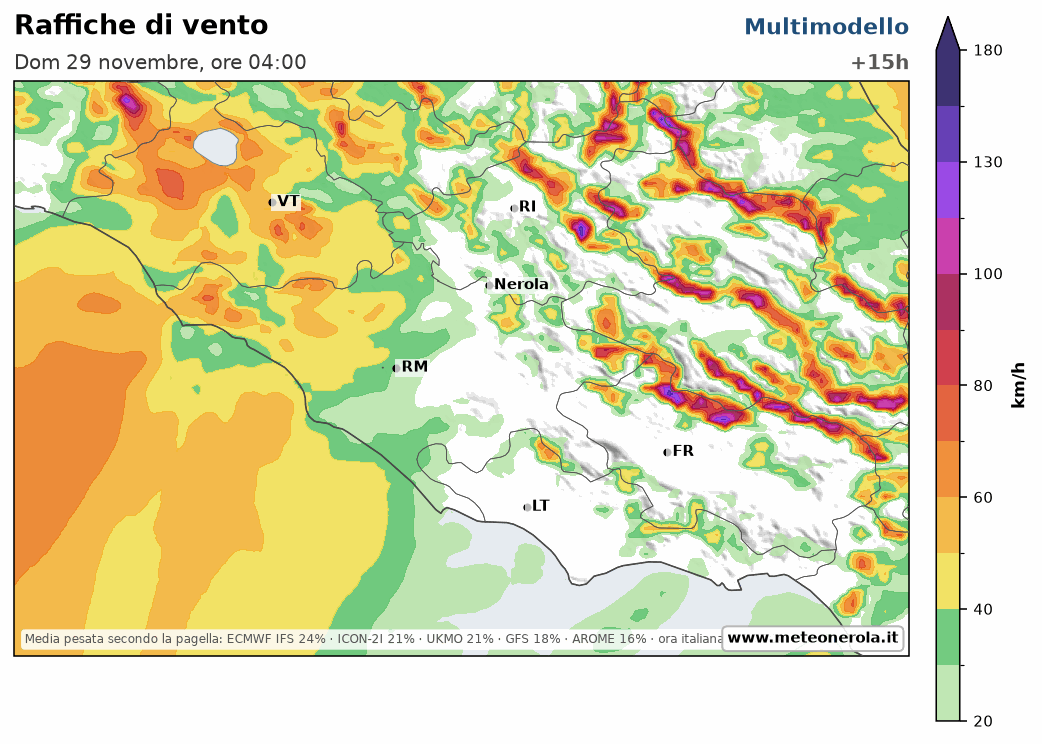 Raffiche di vento
Multimodello
Dom 29 novembre, ore 04:00
+15h
180
130
100
80
60
40
20
km/h
VT
RI
Nerola
RM
FR
LT
Media pesata secondo la pagella: ECMWF IFS 24% · ICON-2I 21% · UKMO 21% · GFS 18% · AROME 16% · ora italiana
www.meteonerola.it